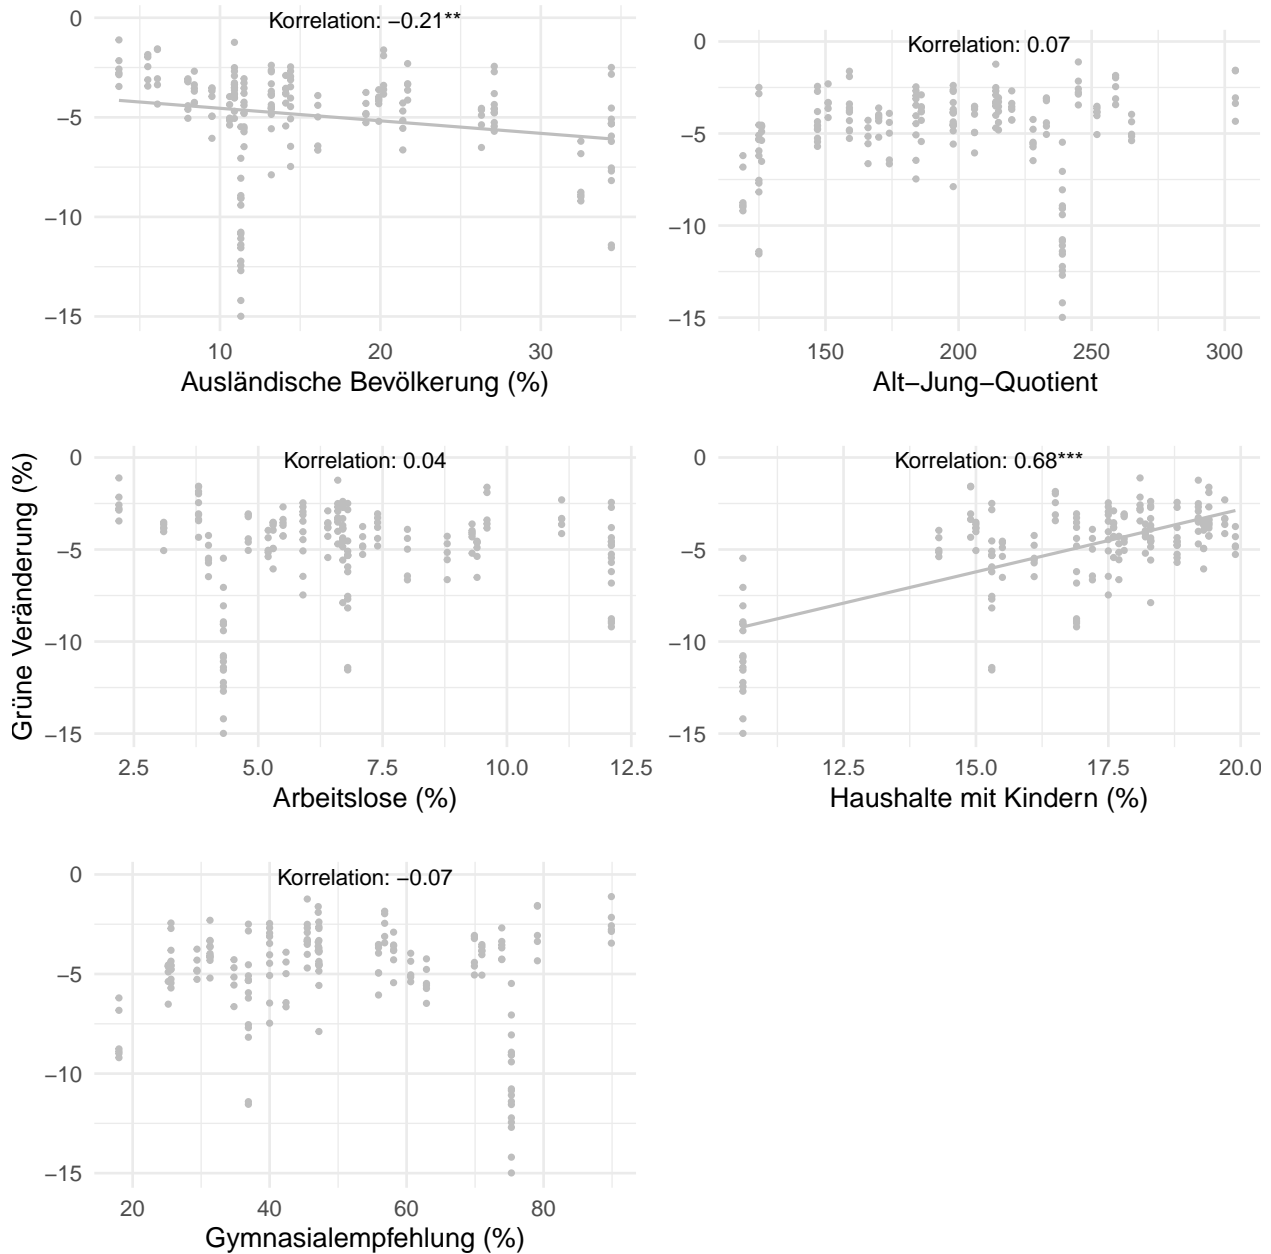 Korrelation: −0.21**
0
−5
−10
−15
10 20 30
Ausländische Bevölkerung (%)
Korrelation: 0.07
0
−5
−10
−15
150 200 250 300
Alt−Jung−Quotient
Grüne Veränderung (%)
Korrelation: 0.04
0
−5
−10
−15
2.5 5.0 7.5 10.0 12.5
Arbeitslose (%)
Korrelation: 0.68***
0
−5
−10
−15
12.5 15.0 17.5 20.0
Haushalte mit Kindern (%)
Korrelation: −0.07
0
−5
−10
−15
20 40 60 80
Gymnasialempfehlung (%)